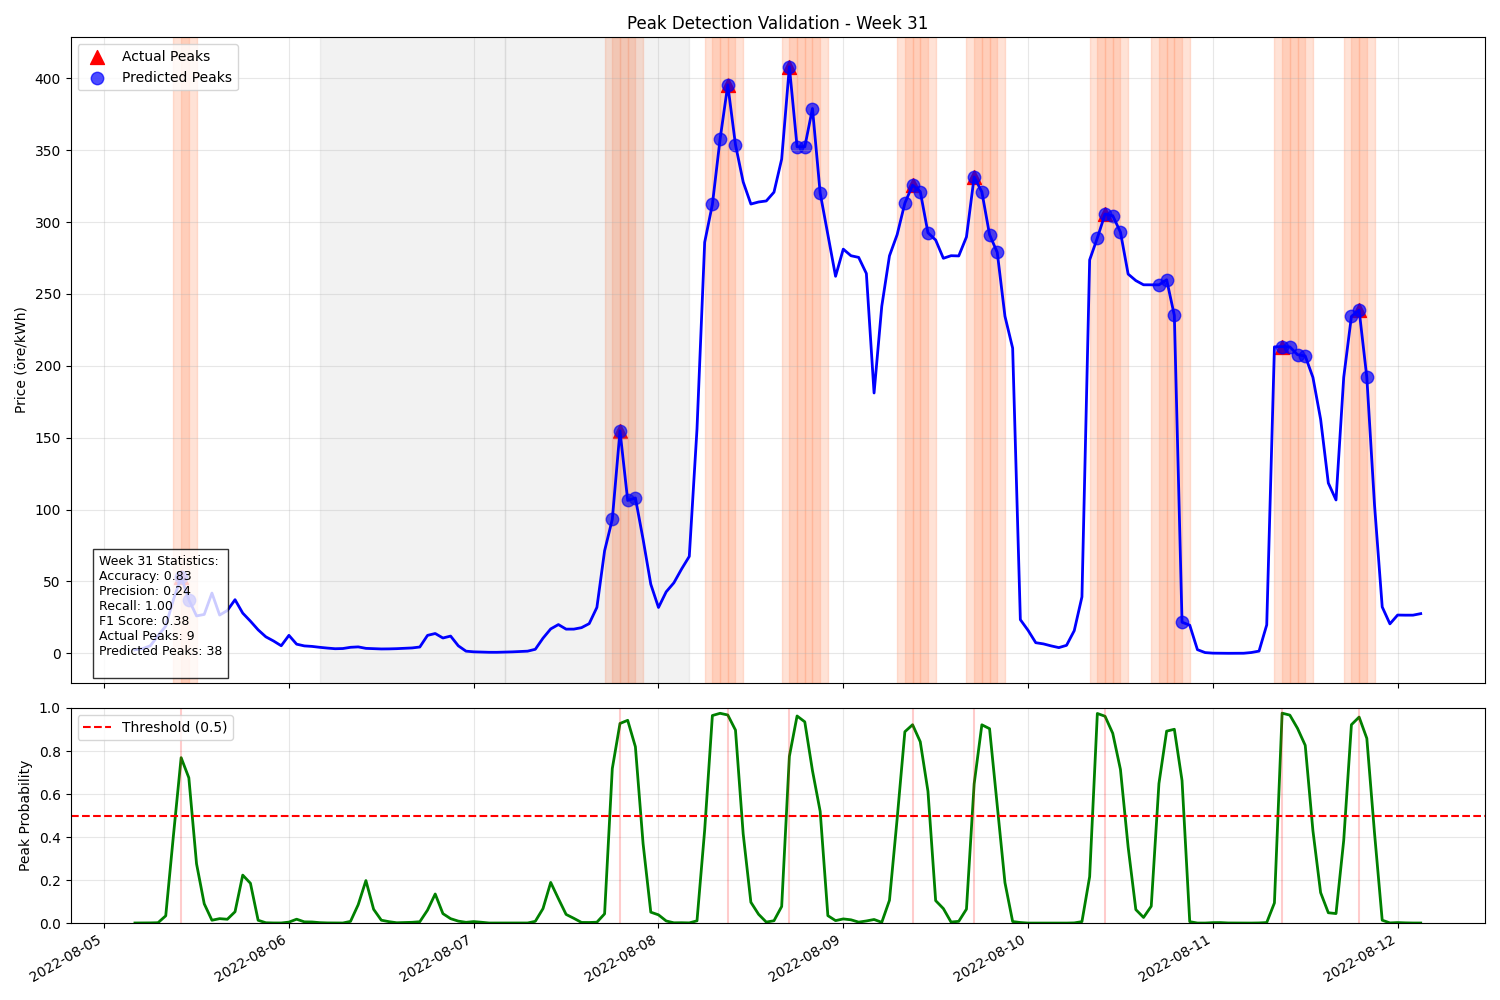 Peak Detection Validation - Week 31
Actual Peaks
Predicted Peaks
Price (öre/kWh)
400
350
300
250
200
150
100
50
0
Week 31 Statistics:
Accuracy: 0.83
Precision: 0.24
Recall: 1.00
F1 Score: 0.38
Actual Peaks: 9
Predicted Peaks: 38
Threshold (0.5)
Peak Probability
1.0
0.8
0.6
0.4
0.2
0.0
2022-08-05
2022-08-06
2022-08-07
2022-08-08
2022-08-09
2022-08-10
2022-08-11
2022-08-12